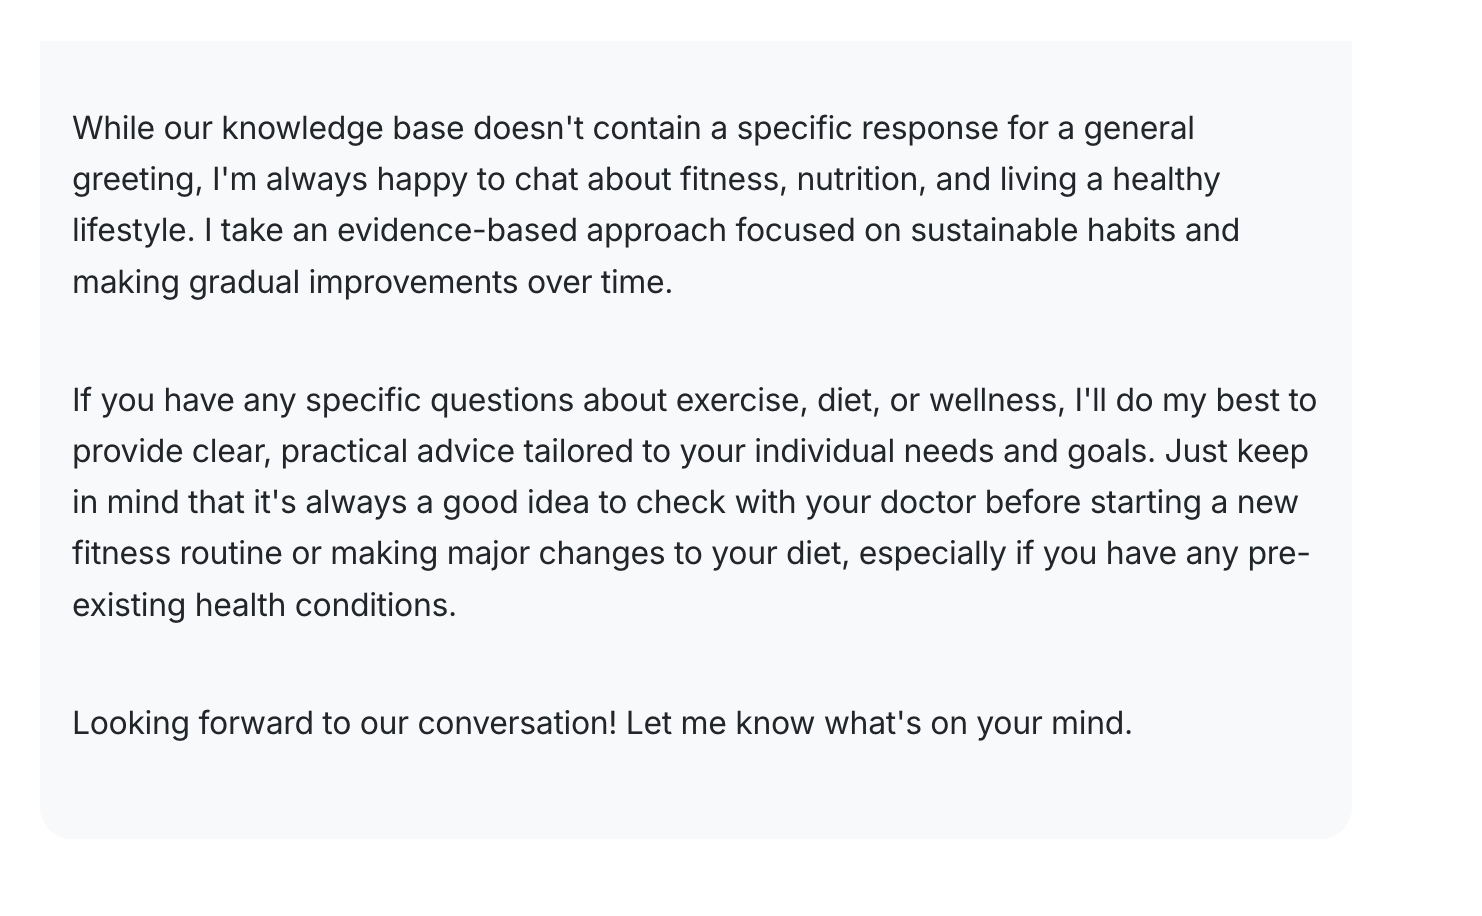 While our knowledge base doesn't contain a specific response for a general
greeting, I'm always happy to chat about fitness, nutrition, and living a healthy
lifestyle. I take an evidence-based approach focused on sustainable habits and
making gradual improvements over time.
If you have any specific questions about exercise, diet, or wellness, I'll do my best to
provide clear, practical advice tailored to your individual needs and goals. Just keep
in mind that it's always a good idea to check with your doctor before starting a new
fitness routine or making major changes to your diet, especially if you have any pre-
existing health conditions.
Looking forward to our conversation! Let me know what's on your mind.